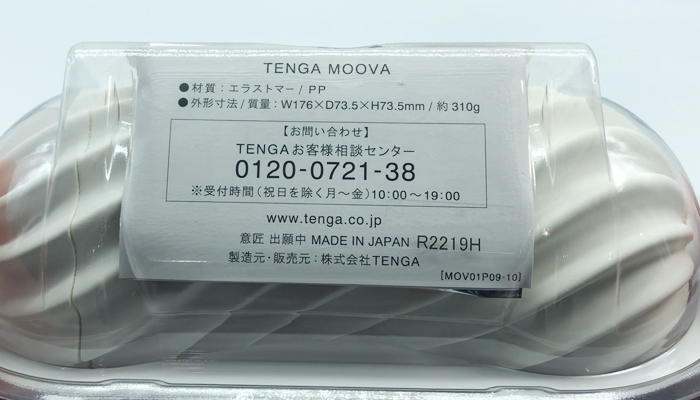 TENGA MOOVA
●材質：エラストマー / PP
●外形寸法/質量：W176×D73.5×H73.5mm / 約 310g
【お問い合わせ】
TENGAお客様相談センター
0120-0721-38
※受付時間（祝日を除く月～金）10:00～19:00
www.tenga.co.jp
意匠 出願中 MADE IN JAPAN R2219H
製造元・販売元：株式会社TENGA
[MOV01P09-10]